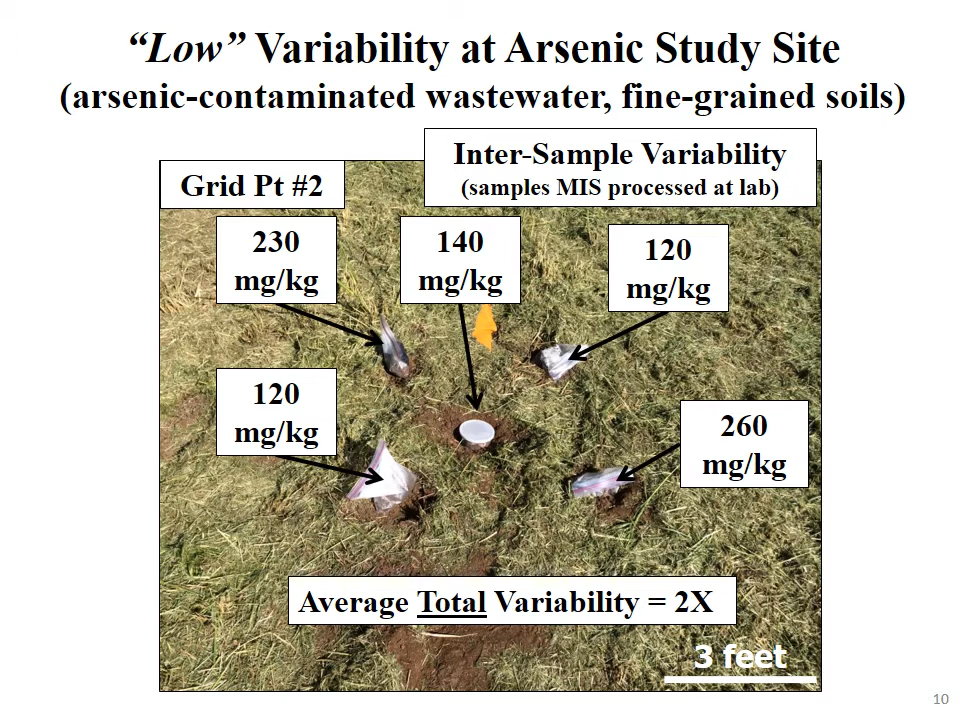 “Low” Variability at Arsenic Study Site
(arsenic-contaminated wastewater, fine-grained soils)
Inter-Sample Variability
(samples MIS processed at lab)
Grid Pt #2
230
mg/kg
140
mg/kg
120
mg/kg
120
mg/kg
260
mg/kg
Average Total Variability = 2X
3 feet
10